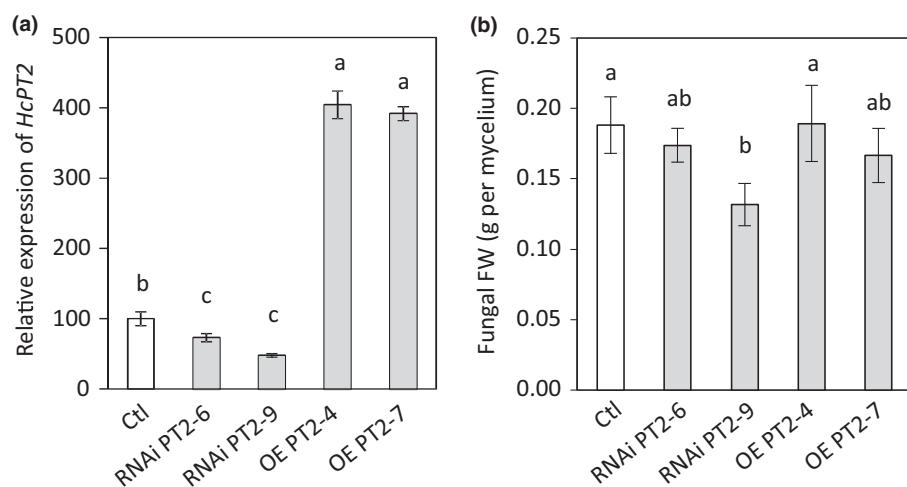 (a)
Relative expression of HcPT2
500
400
300
200
100
0
b
c
c
a
a
Ctl
RNAi PT2-6
RNAi PT2-9
OE PT2-4
OE PT2-7
(b)
Fungal FW (g per mycelium)
0.25
0.20
0.15
0.10
0.05
0.00
a
ab
b
a
ab
Ctl
RNAi PT2-6
RNAi PT2-9
OE PT2-4
OE PT2-7